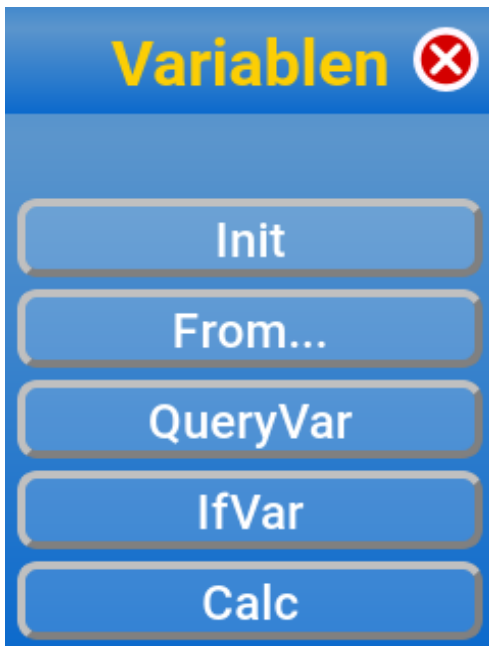 Variablen
Init
From...
QueryVar
IfVar
Calc